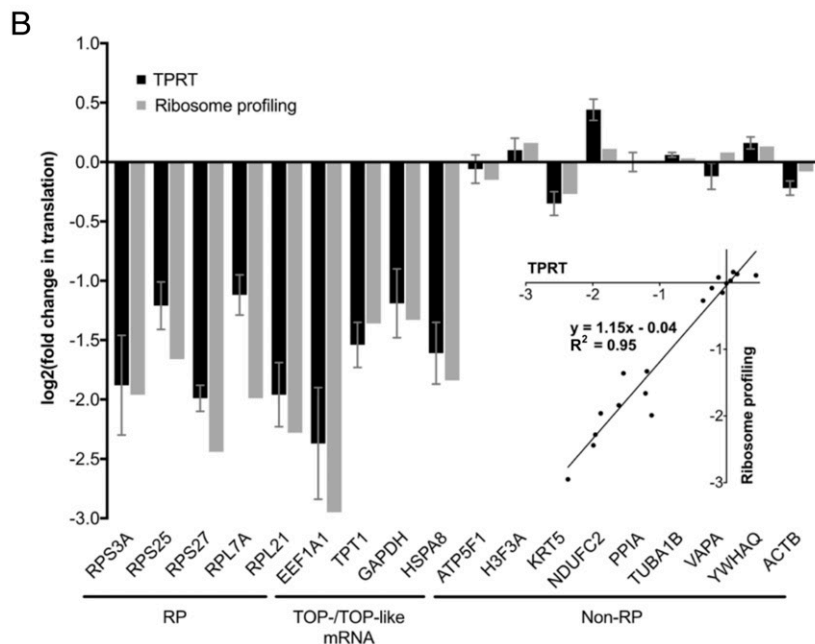 B
1.0
0.5
0.0
-0.5
-1.0
-1.5
-2.0
-2.5
-3.0
log2(fold change in translation)
TPRT
Ribosome profiling
TPRT
-3 -2 -1
y = 1.15x - 0.04
R² = 0.95
-1
-2
-3
Ribosome profiling
RPS3A
RPS25
RPS27
RPL7A
RPL21
EEF1A1
TPT1
GAPDH
HSPA8
ATP5F1
H3F3A
KRT5
NDUFC2
PPIA
TUBA1B
VAPA
YWHAQ
ACTB
RP
TOP-/TOP-like
mRNA
Non-RP